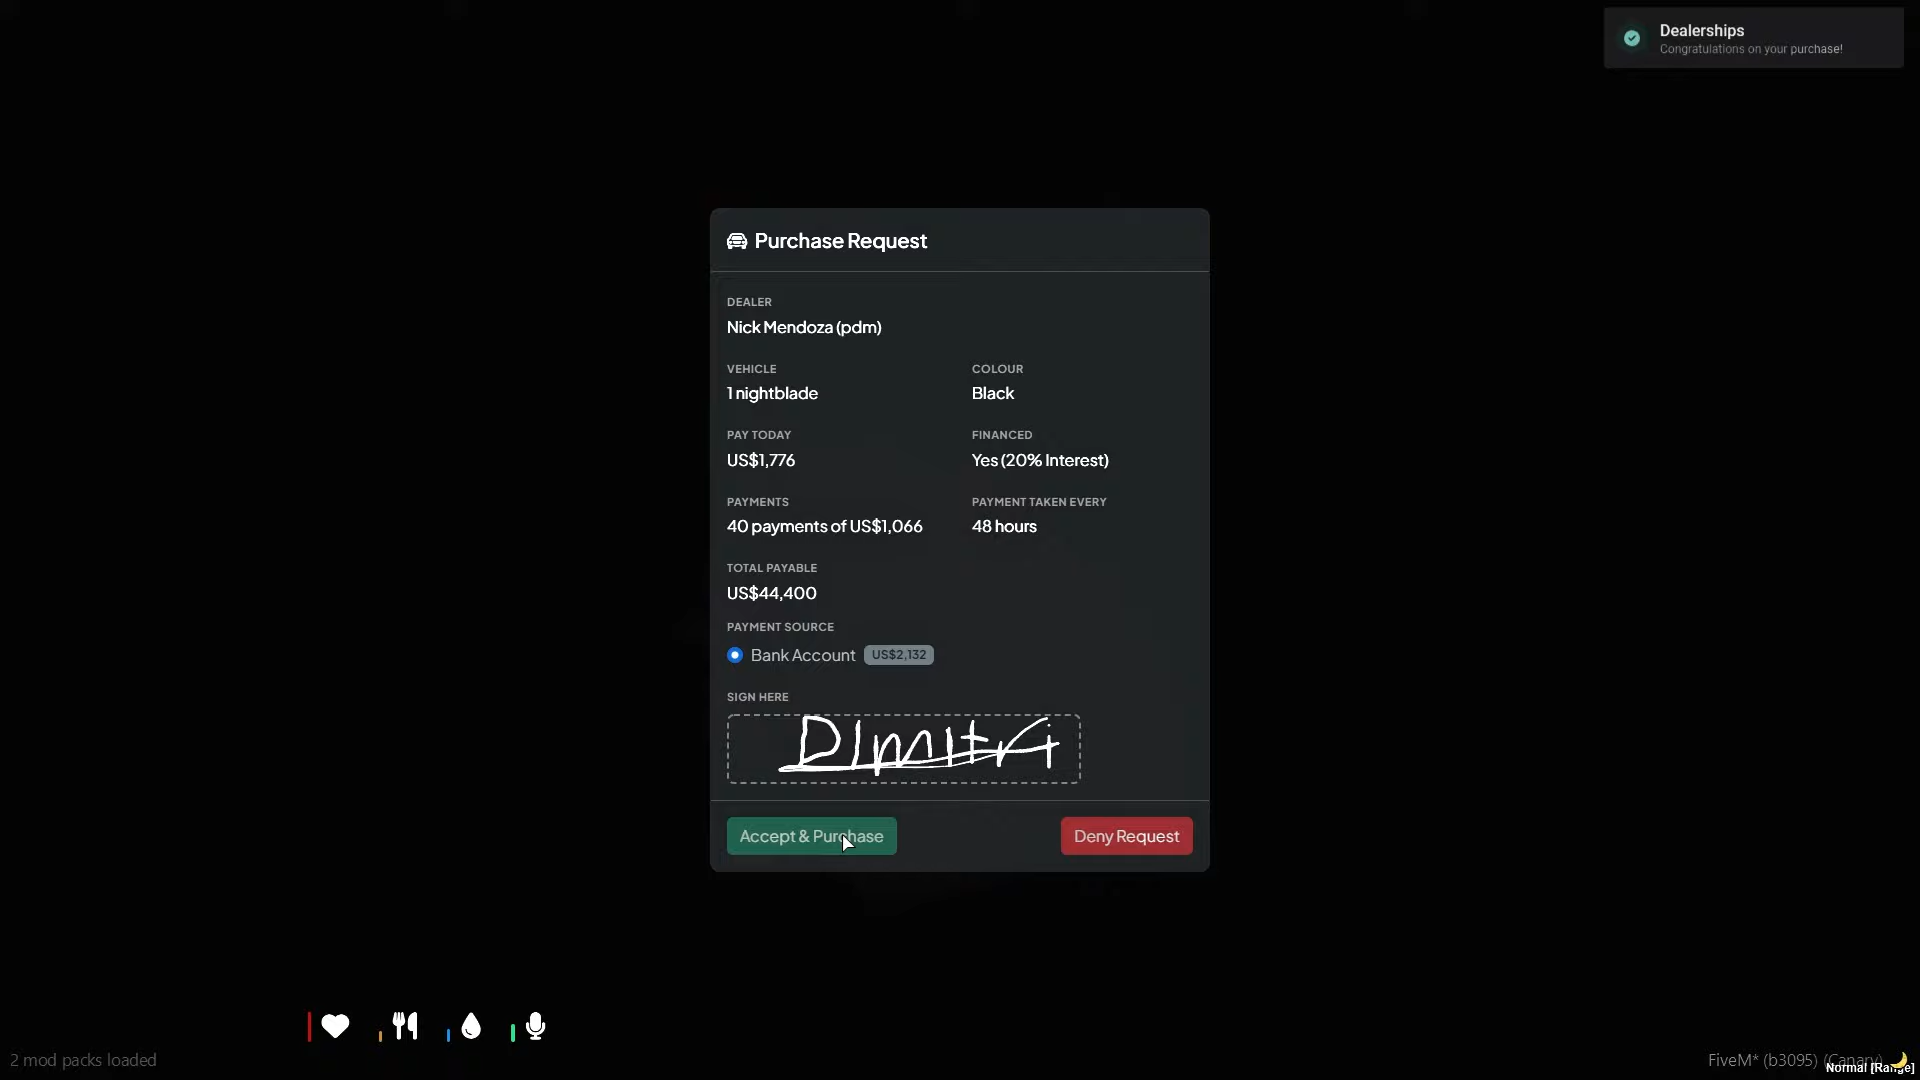 Dealerships
Congratulations on your purchase!
Purchase Request
DEALER
Nick Mendoza (pdm)
VEHICLE
1 nightblade
COLOUR
Black
PAY TODAY
US$1,776
FINANCED
Yes (20% Interest)
PAYMENTS
40 payments of US$1,066
PAYMENT TAKEN EVERY
48 hours
TOTAL PAYABLE
US$44,400
PAYMENT SOURCE
Bank Account US$2,132
SIGN HERE
DImitri
Accept & Purchase
Deny Request
2 mod packs loaded
FiveM* (b3095) (Canary)
Normal [Range]